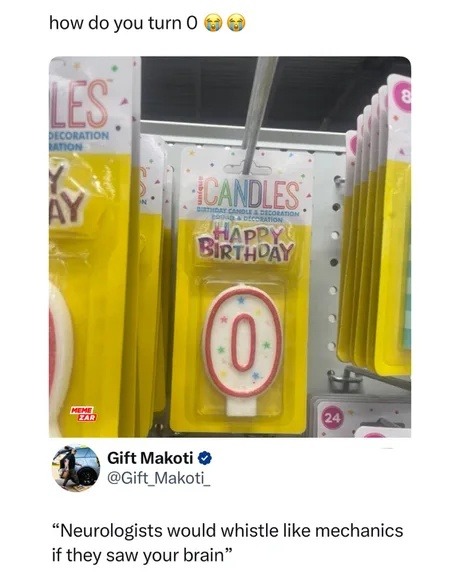 how do you turn 0 😭😭
LES
DECORATION
RATION
Y
AY
unique
CANDLES
BIRTHDAY CANDLE & DECORATION
HAPPY
BIRTHDAY
0
8
24
MEME
ZAR
Gift Makoti
@Gift_Makoti_
“Neurologists would whistle like mechanics
if they saw your brain”